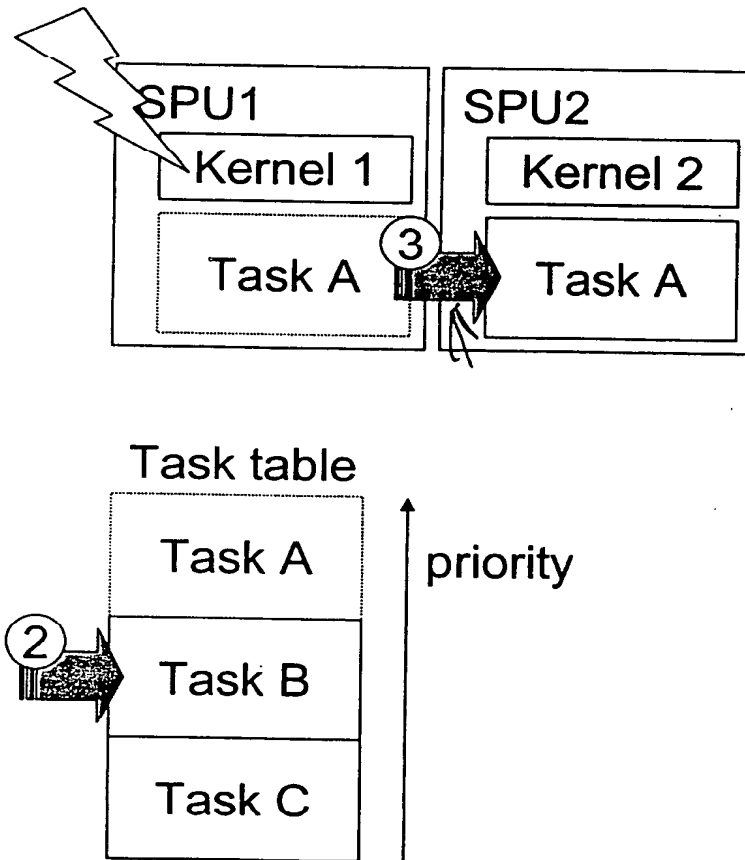 SPU1
SPU2
Kernel 1
Kernel 2
3
Task A
Task A
Task table
Task A
priority
2
Task B
Task C